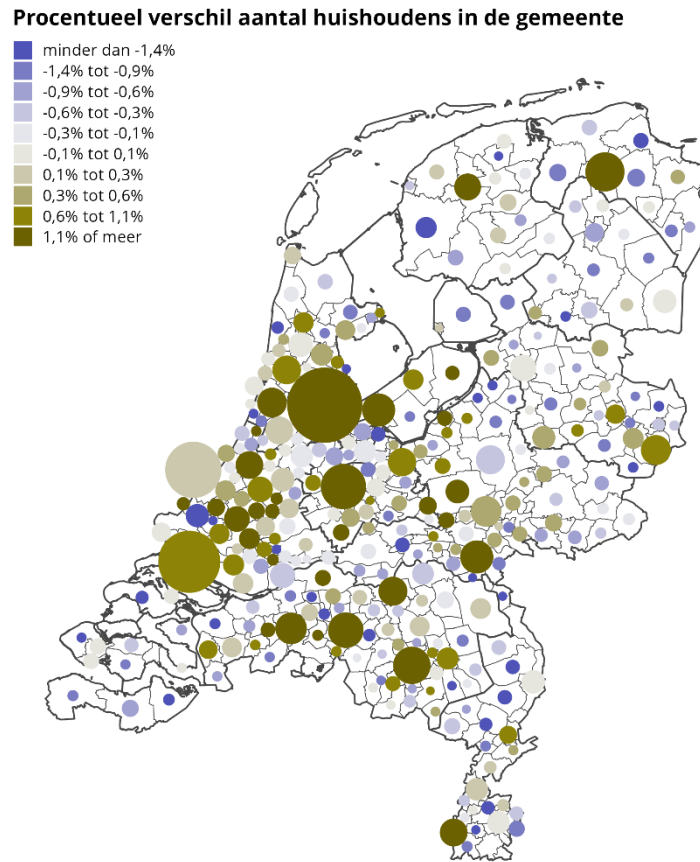 Procentueel verschil aantal huishoudens in de gemeente
minder dan -1,4%
-1,4% tot -0,9%
-0,9% tot -0,6%
-0,6% tot -0,3%
-0,3% tot -0,1%
-0,1% tot 0,1%
0,1% tot 0,3%
0,3% tot 0,6%
0,6% tot 1,1%
1,1% of meer